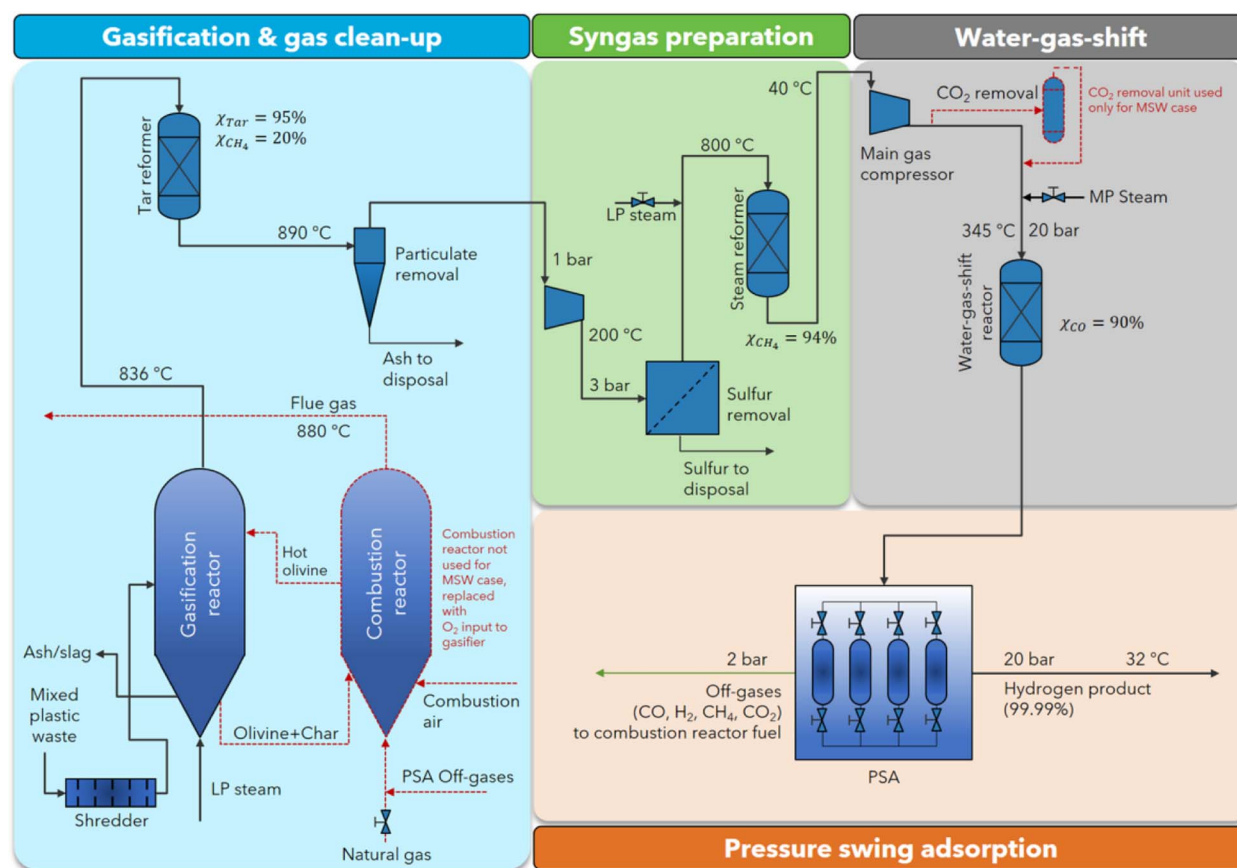 Gasification & gas clean-up
Syngas preparation
Water-gas-shift
Tar reformer
χ_Tar = 95%
χ_CH₄ = 20%
890 °C
Particulate
removal
Ash to
disposal
836 °C
Flue gas
880 °C
Gasification
reactor
Hot
olivine
Combustion
reactor
Combustion
reactor not
used for
MSW case,
replaced
with
O₂ input to
gasifier
Ash/slag
Mixed
plastic
waste
Shredder
LP steam
Olivine+Char
Combustion
air
PSA Off-gases
Natural gas
1 bar
200 °C
3 bar
Sulfur
removal
Sulfur to
disposal
LP steam
800 °C
Steam reformer
χ_CH₄ = 94%
40 °C
Main gas
compressor
CO₂ removal
CO₂ removal unit used
only for MSW case
MP Steam
345 °C
20 bar
Water-gas-shift
reactor
χ_CO = 90%
2 bar
Off-gases
(CO, H₂, CH₄, CO₂)
to combustion reactor fuel
PSA
20 bar
32 °C
Hydrogen product
(99.99%)
Pressure swing adsorption